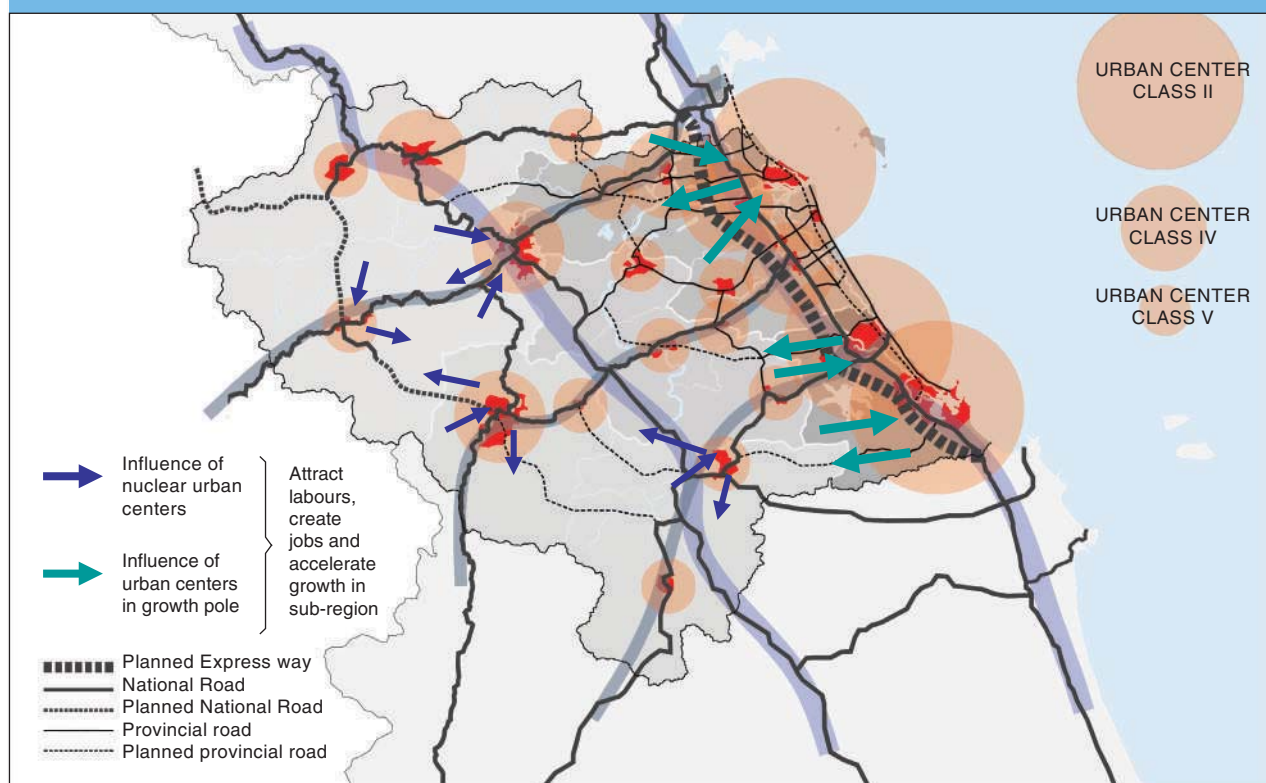 URBAN CENTER
CLASS II
URBAN CENTER
CLASS IV
URBAN CENTER
CLASS V
Influence of
nuclear urban
centers
Influence of
urban centers
in growth pole
Attract
labours,
create
jobs and
accelerate
growth in
sub-region
Planned Express way
National Road
Planned National Road
Provincial road
Planned provincial road